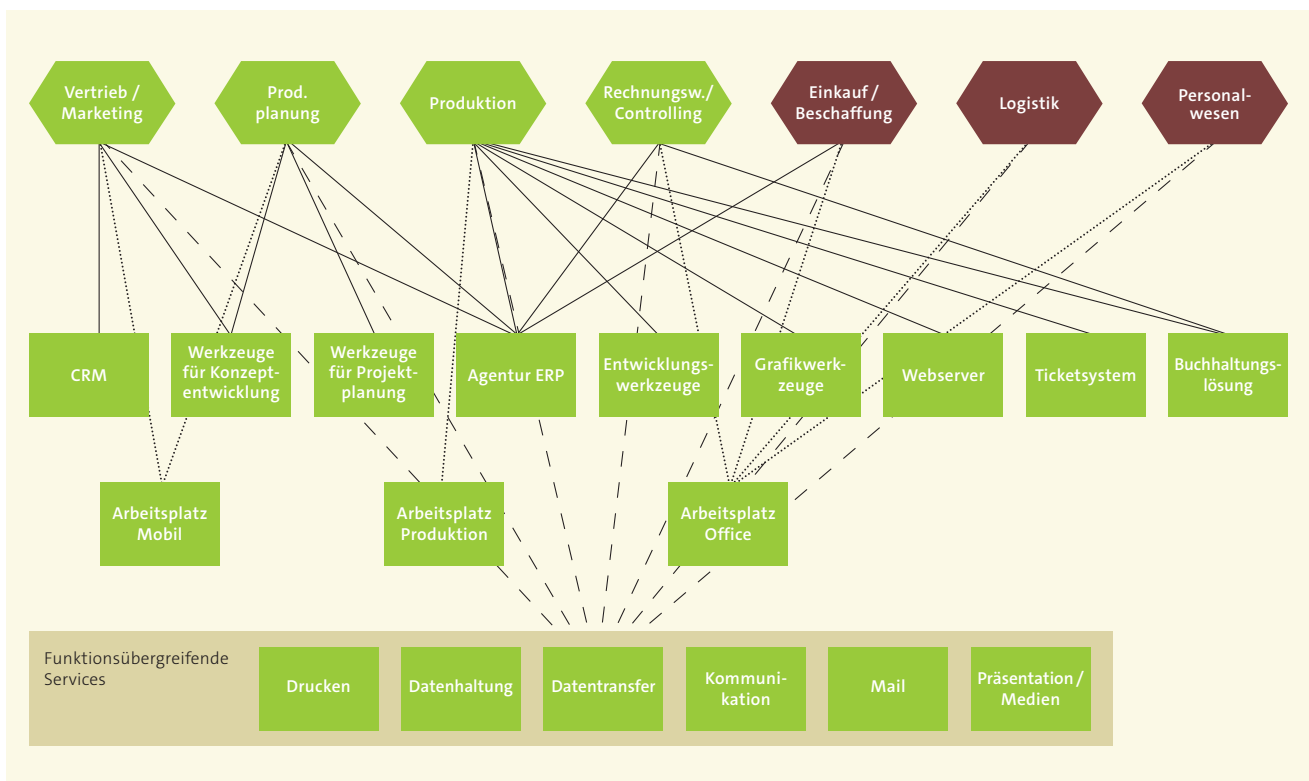 Vertrieb /
Marketing
Prod.
planung
Produktion
Rechnungsw./
Controlling
Einkauf /
Beschaffung
Logistik
Personal-
wesen
CRM
Werkzeuge
für Konzept-
entwicklung
Werkzeuge
für Projekt-
planung
Agentur ERP
Entwicklungs-
werkzeuge
Grafikwerk-
zeuge
Webserver
Ticketsystem
Buchhaltungs-
lösung
Arbeitsplatz
Mobil
Arbeitsplatz
Produktion
Arbeitsplatz
Office
Funktionsübergreifende
Services
Drucken
Datenhaltung
Datentransfer
Kommuni-
kation
Mail
Präsentation /
Medien